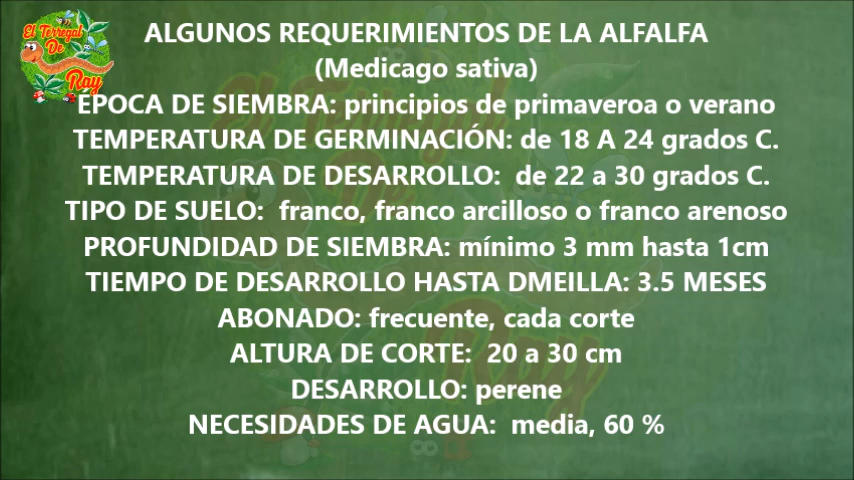 El Terregal
De
Ray
ALGUNOS REQUERIMIENTOS DE LA ALFALFA
(Medicago sativa)
ÉPOCA DE SIEMBRA: principios de primaveroa o verano
TEMPERATURA DE GERMINACIÓN: de 18 A 24 grados C.
TEMPERATURA DE DESARROLLO: de 22 a 30 grados C.
TIPO DE SUELO: franco, franco arcilloso o franco arenoso
PROFUNDIDAD DE SIEMBRA: mínimo 3 mm hasta 1cm
TIEMPO DE DESARROLLO HASTA DMEILLA: 3.5 MESES
ABONADO: frecuente, cada corte
ALTURA DE CORTE: 20 a 30 cm
DESARROLLO: perene
NECESIDADES DE AGUA: media, 60 %